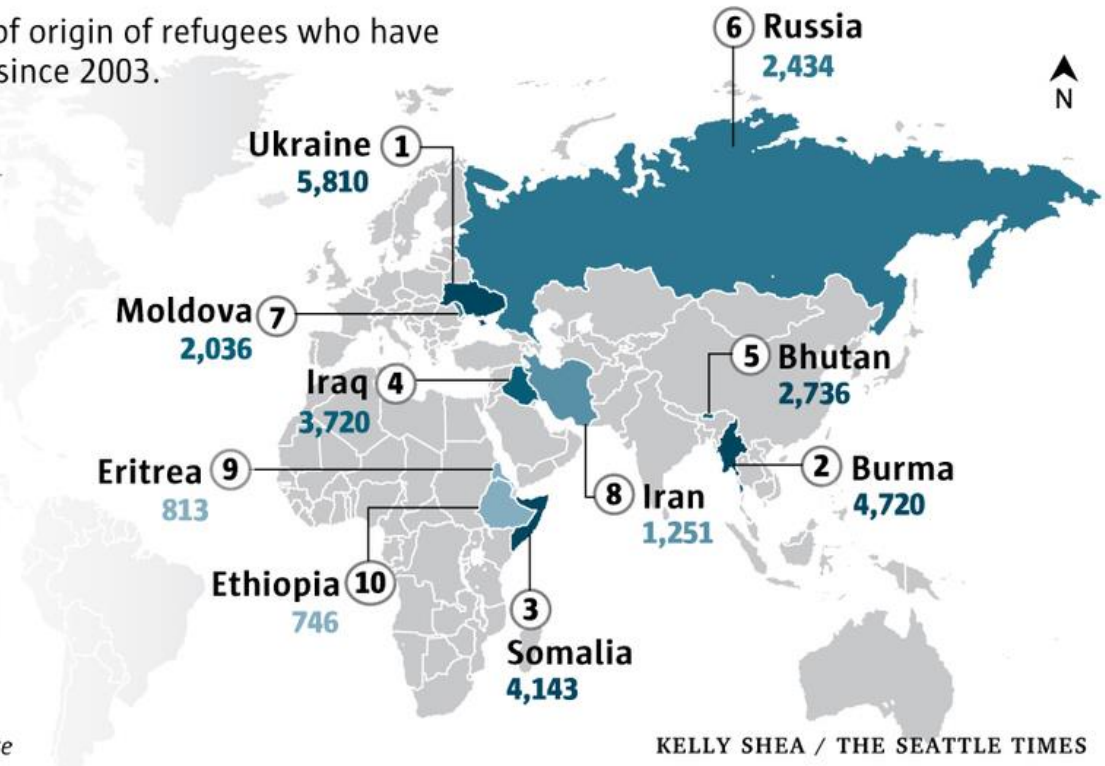 of origin of refugees who have
since 2003.
6 Russia
2,434
N
Ukraine 1
5,810
Moldova 7
2,036
5 Bhutan
2,736
Iraq 4
3,720
Eritrea 9
813
2 Burma
4,720
8 Iran
1,251
Ethiopia 10
746
3
Somalia
4,143
KELLY SHEA / THE SEATTLE TIMES